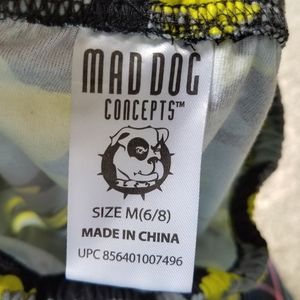 MAD DOG
CONCEPTS™
SIZE M(6/8)
MADE IN CHINA
UPC 856401007496